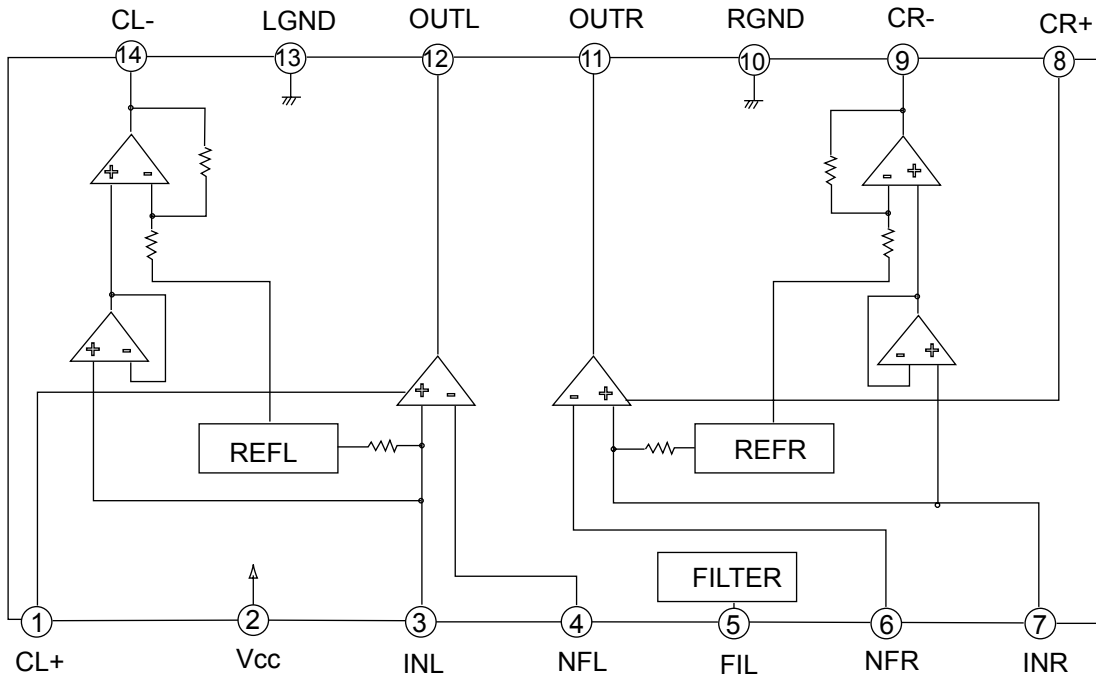 CL- LGND OUTL OUTR RGND CR- CR+
14 13 12 11 10 9 8
+ -
- +
+ -
- +
+ -
- +
REFL
REFR
FILTER
1 2 3 4 5 6 7
CL+ Vcc INL NFL FIL NFR INR